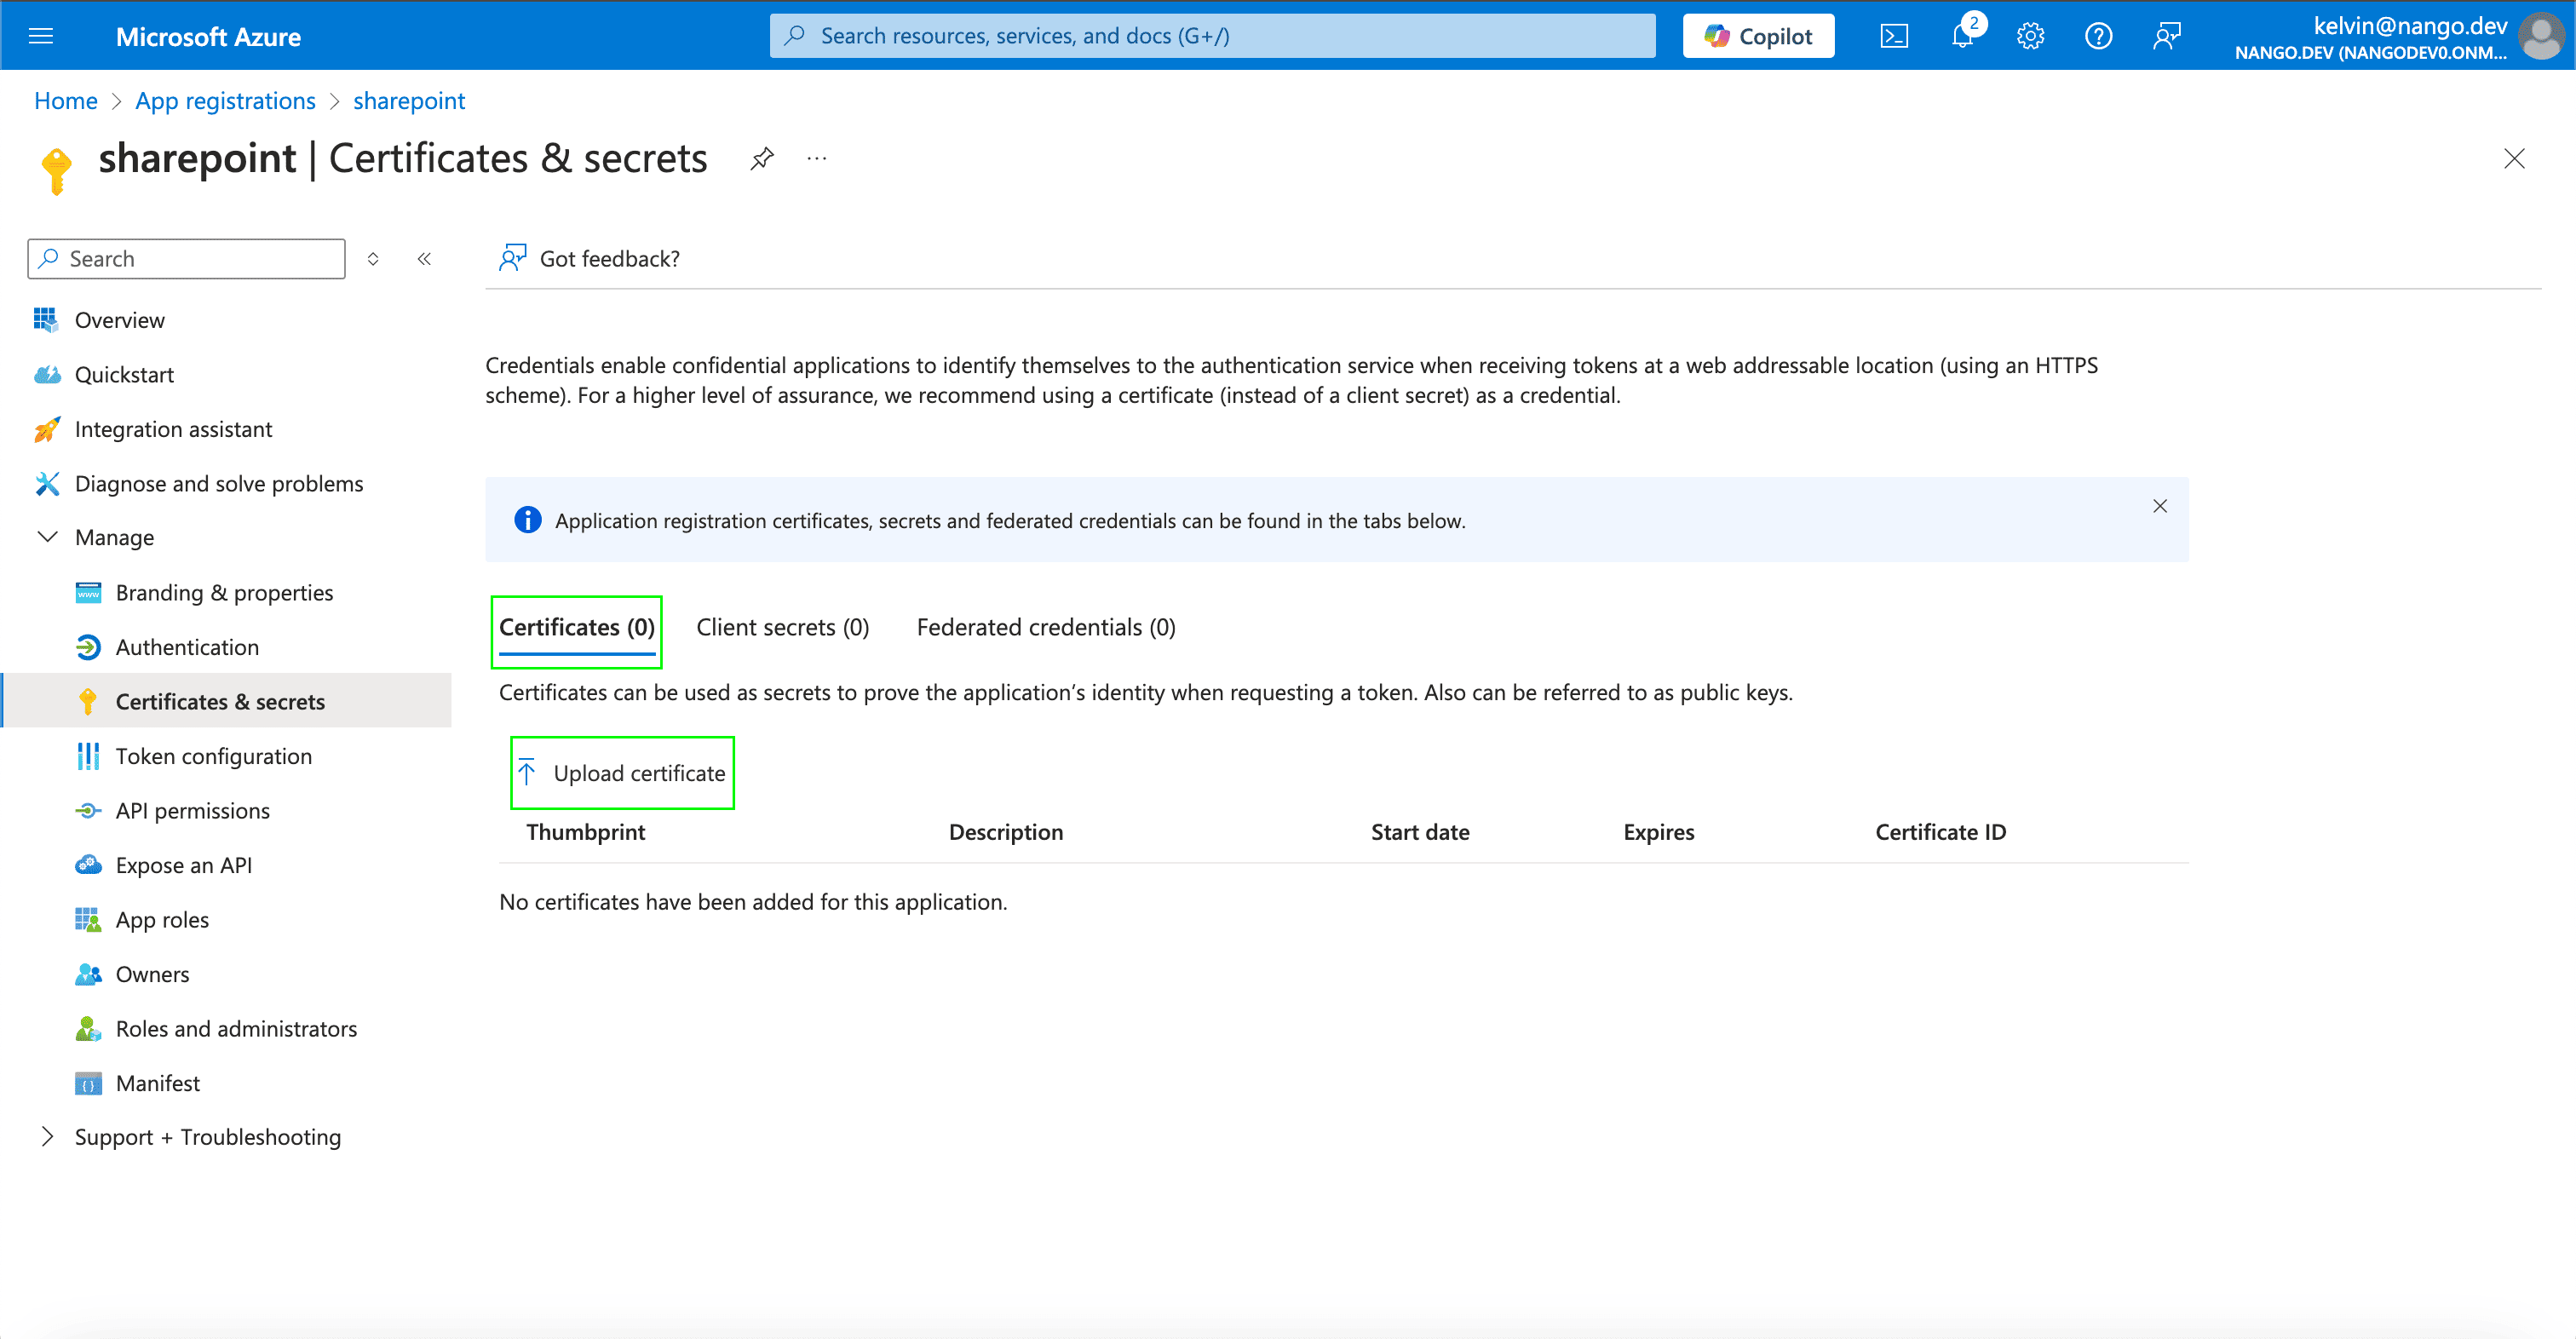 Microsoft Azure
Search resources, services, and docs (G+/)
Copilot
2
kelvin@nango.dev
NANGO.DEV (NANGODEV0.ONM...
Home > App registrations > sharepoint
sharepoint | Certificates & secrets
Search
Got feedback?
Overview
Quickstart
Integration assistant
Diagnose and solve problems
Manage
Branding & properties
Authentication
Certificates & secrets
Token configuration
API permissions
Expose an API
App roles
Owners
Roles and administrators
Manifest
Support + Troubleshooting
Credentials enable confidential applications to identify themselves to the authentication service when receiving tokens at a web addressable location (using an HTTPS
scheme). For a higher level of assurance, we recommend using a certificate (instead of a client secret) as a credential.
Application registration certificates, secrets and federated credentials can be found in the tabs below.
Certificates (0) Client secrets (0) Federated credentials (0)
Certificates can be used as secrets to prove the application’s identity when requesting a token. Also can be referred to as public keys.
Upload certificate
Thumbprint Description Start date Expires Certificate ID
No certificates have been added for this application.